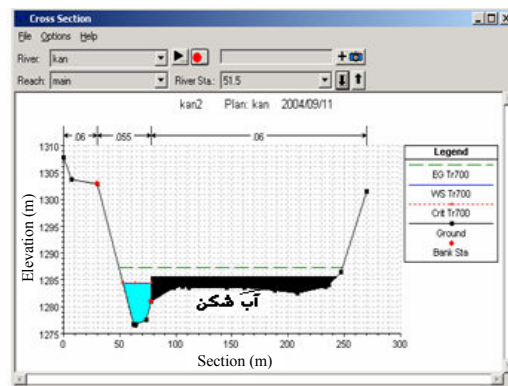 Cross Section
File Options Help
River: kan
Reach: main River Sta.: 51.5
kan2 Plan: kan 2004/09/11
.06 .055 .06
Legend
EG Tr700
WS Tr700
Crit Tr700
Ground
Bank Sta
Elevation (m)
1310
1305
1300
1295
1290
1285
1280
1275
آب شکن
0 50 100 150 200 250 300
Section (m)